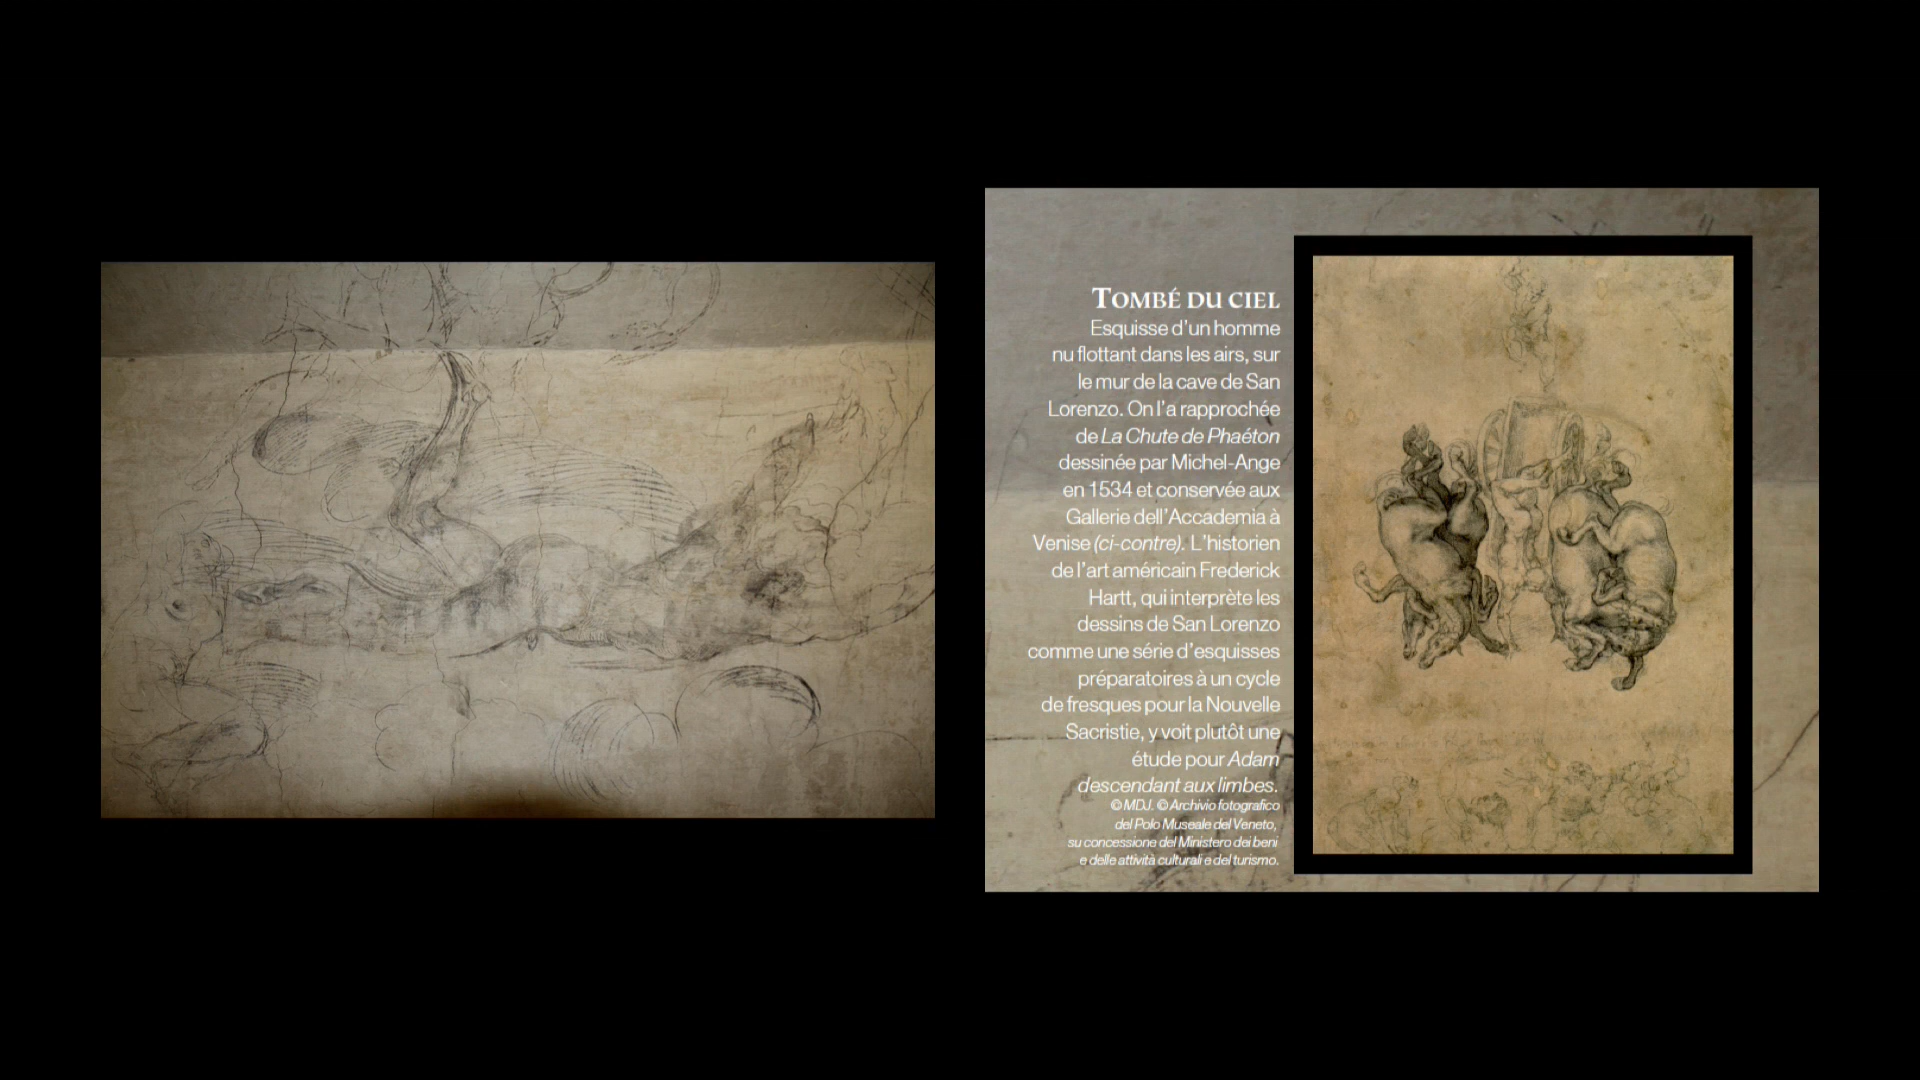 TOMBÉ DU CIEL
Esquisse d'un homme
nu flottant dans les airs, sur
le mur de la cave de San
Lorenzo. On l'a rapprochée
de La Chute de Phaéton
dessinée par Michel-Ange
en 1534 et conservée aux
Gallerie dell'Accademia à
Venise (ci-contre). L'historien
de l'art américain Frederick
Hartt, qui interprète les
dessins de San Lorenzo
comme une série d'esquisses
préparatoires à un cycle
de fresques pour la Nouvelle
Sacristie, y voit plutôt une
étude pour Adam
descendant aux limbes.
© MDJ. © Archivio fotografico
del Polo Museale del Veneto,
su concessione del Ministero dei beni
e delle attività culturali e del turismo.